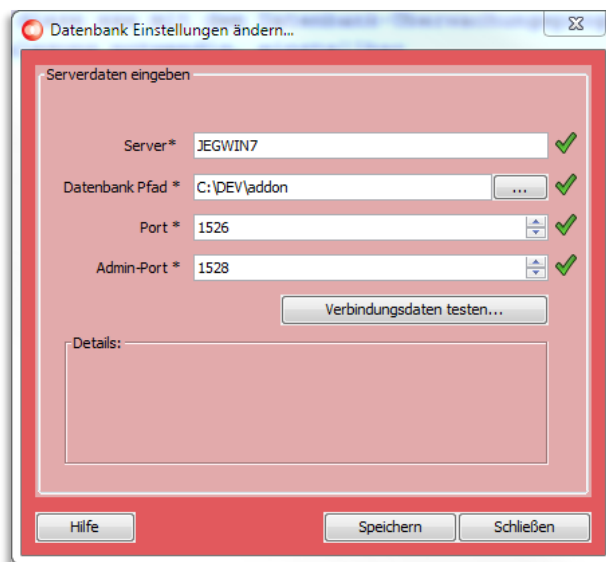 Datenbank Einstellungen ändern...
Serverdaten eingeben
Server* JEGWIN7
Datenbank Pfad * C:\DEV\addon ...
Port * 1526
Admin-Port * 1528
Verbindungsdaten testen...
Details:
Hilfe Speichern Schließen